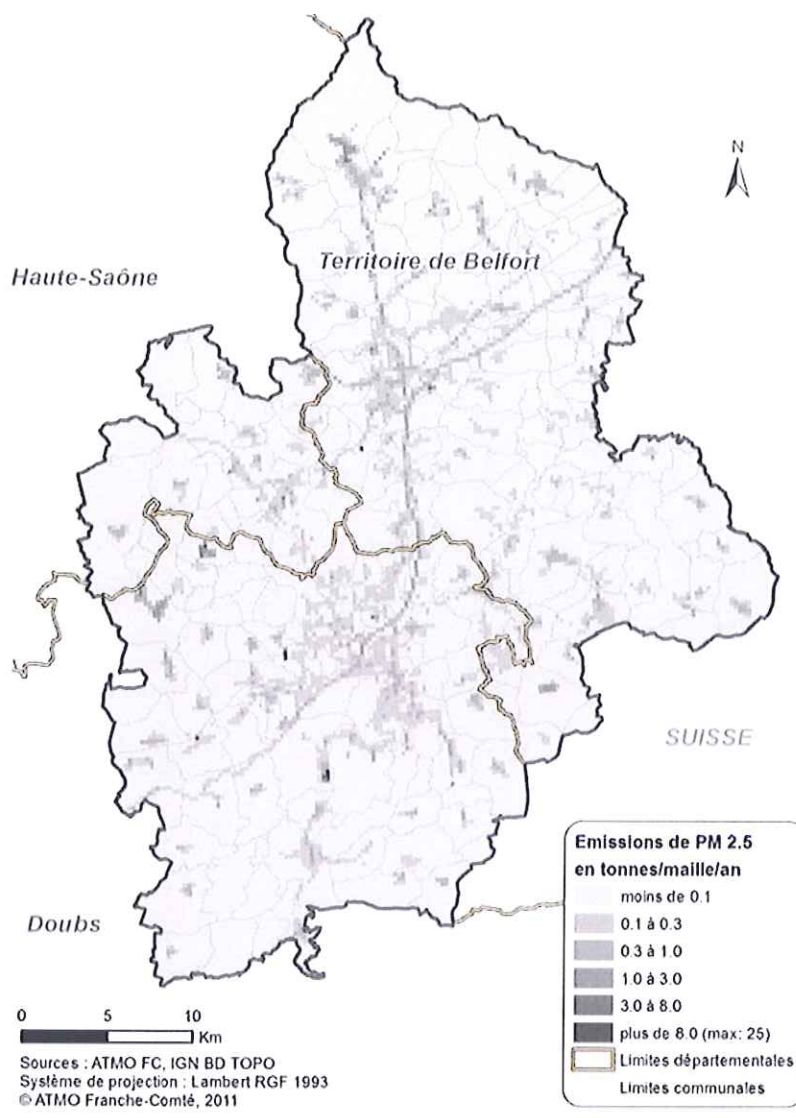 N
Haute-Saône
Territoire de Belfort
SUISSE
Doubs
Emissions de PM 2.5
en tonnes/maille/an
moins de 0.1
0.1 à 0.3
0.3 à 1.0
1.0 à 3.0
3.0 à 8.0
plus de 8.0 (max: 25)
Limites départementales
Limites communales
0 5 10
Km
Sources : ATMO FC, IGN BD TOPO
Système de projection : Lambert RGF 1993
© ATMO Franche-Comté, 2011